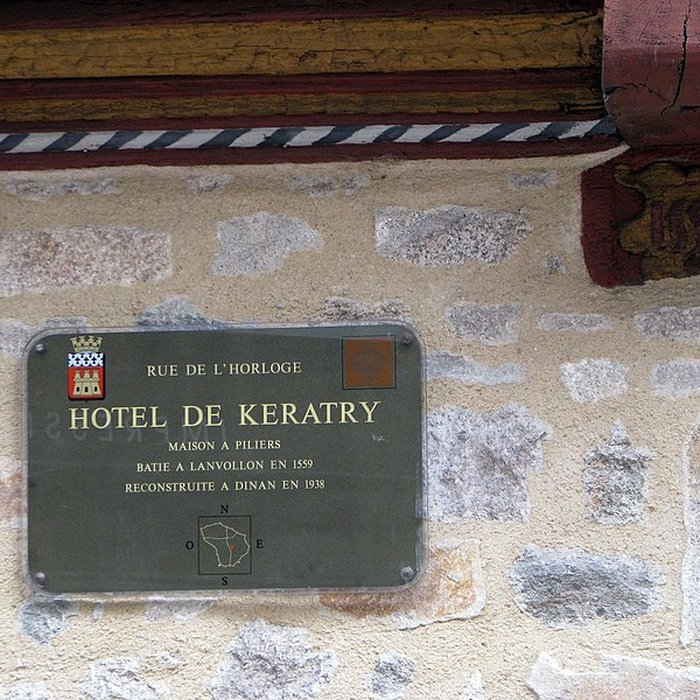 RUE DE L'HORLOGE
HOTEL DE KERATRY
MAISON A PILIERS
BATIE A LANVOLLON EN 1559
RECONSTRUITE A DINAN EN 1938
N
O E
S